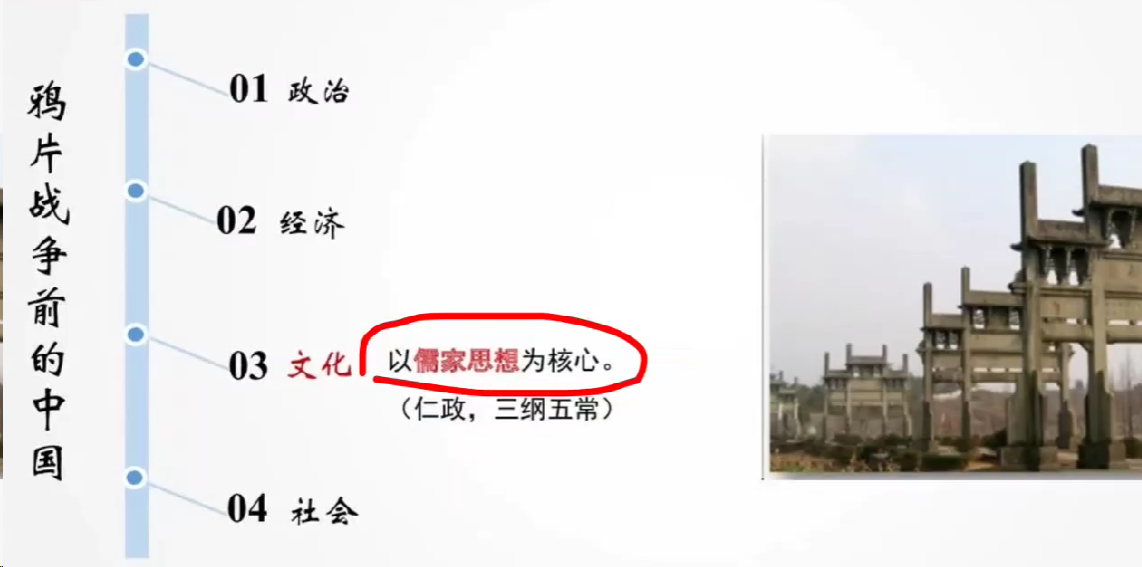 鸦片战争前的中国
01 政治
02 经济
03 文化 以儒家思想为核心。
（仁政，三纲五常）
04 社会